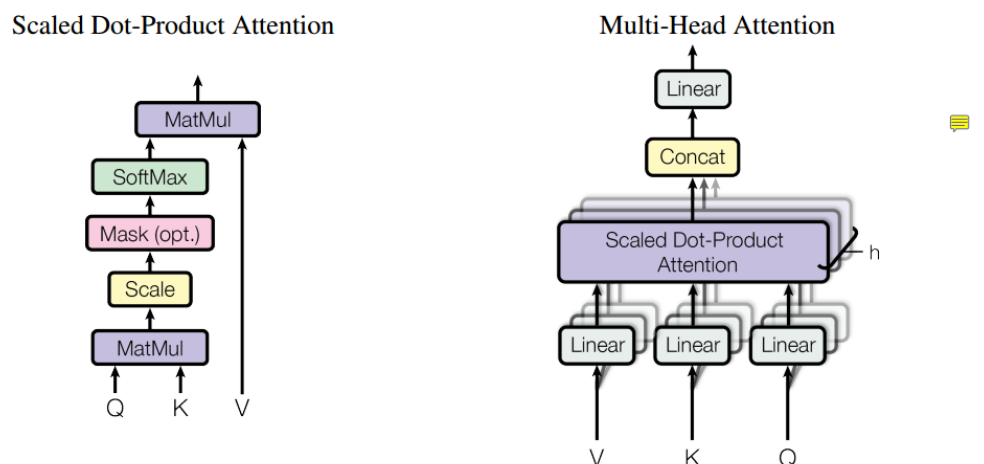 Scaled Dot-Product Attention
MatMul
SoftMax
Mask (opt.)
Scale
MatMul
Q K V
Multi-Head Attention
Linear
Concat
Scaled Dot-Product
Attention
h
Linear Linear Linear
V K Q